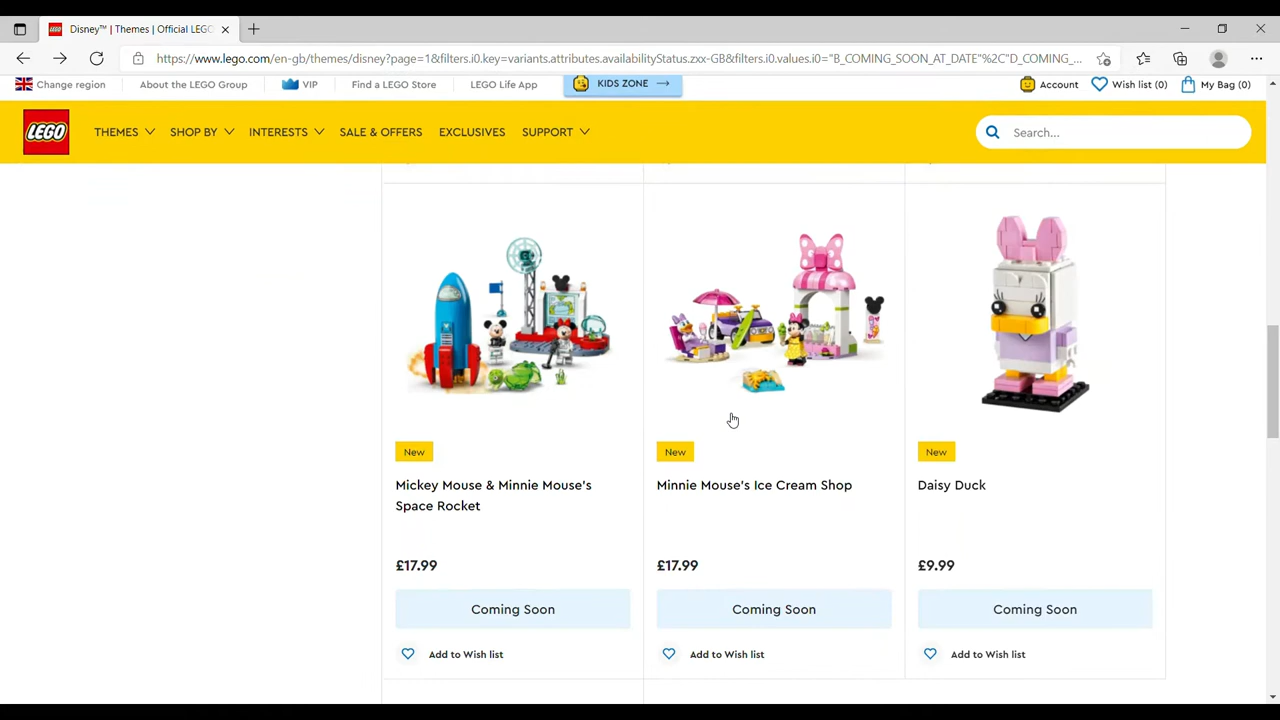 Disney™ | Themes | Official LEGO
https://www.lego.com/en-gb/themes/disney?page=1&filters.i0.key=variants.attributes.availabilityStatus.zxx-GB&filters.i0.values.i0="B_COMING_SOON_AT_DATE"%2C"D_COMING_...
Change region About the LEGO Group VIP Find a LEGO Store LEGO Life App KIDS ZONE Account Wish list (0) My Bag (0)
LEGO THEMES SHOP BY INTERESTS SALE & OFFERS EXCLUSIVES SUPPORT Search...
New New New
Mickey Mouse & Minnie Mouse's Space Rocket
Minnie Mouse's Ice Cream Shop
Daisy Duck
£17.99 £17.99 £9.99
Coming Soon Coming Soon Coming Soon
Add to Wish list Add to Wish list Add to Wish list